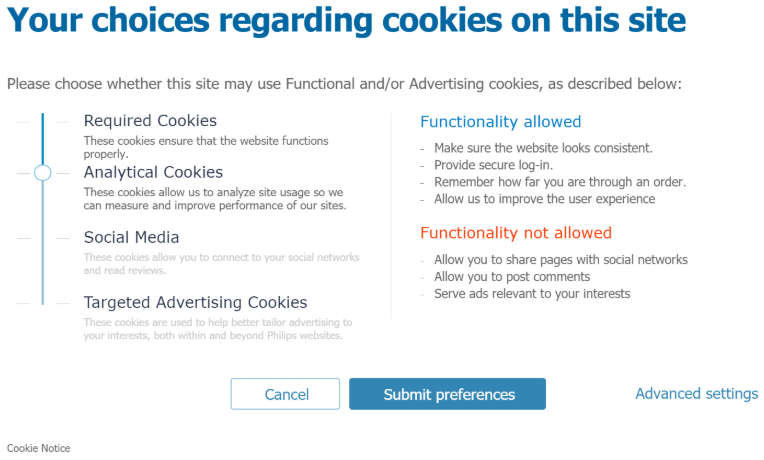 Your choices regarding cookies on this site
Please choose whether this site may use Functional and/or Advertising cookies, as described below:
Required Cookies
These cookies ensure that the website functions
properly.
Analytical Cookies
These cookies allow us to analyze site usage so we
can measure and improve performance of our sites.
Social Media
These cookies allow you to connect to your social networks
and read reviews.
Targeted Advertising Cookies
These cookies are used to help better tailor advertising to
your interests, both within and beyond Philips websites.
Functionality allowed
- Make sure the website looks consistent.
- Provide secure log-in.
- Remember how far you are through an order.
- Allow us to improve the user experience
Functionality not allowed
- Allow you to share pages with social networks
- Allow you to post comments
- Serve ads relevant to your interests
Cancel
Submit preferences
Advanced settings
Cookie Notice